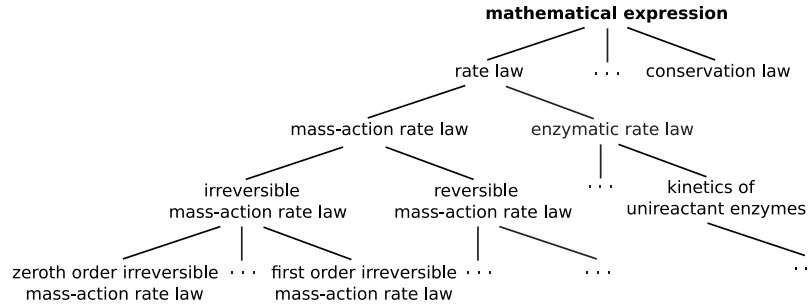 mathematical expression
rate law
. . .
conservation law
mass-action rate law
enzymatic rate law
irreversible
mass-action rate law
reversible
mass-action rate law
. . .
kinetics of
unireactant enzymes
zeroth order irreversible
mass-action rate law
. . .
first order irreversible
mass-action rate law
. . .
. . .
. .